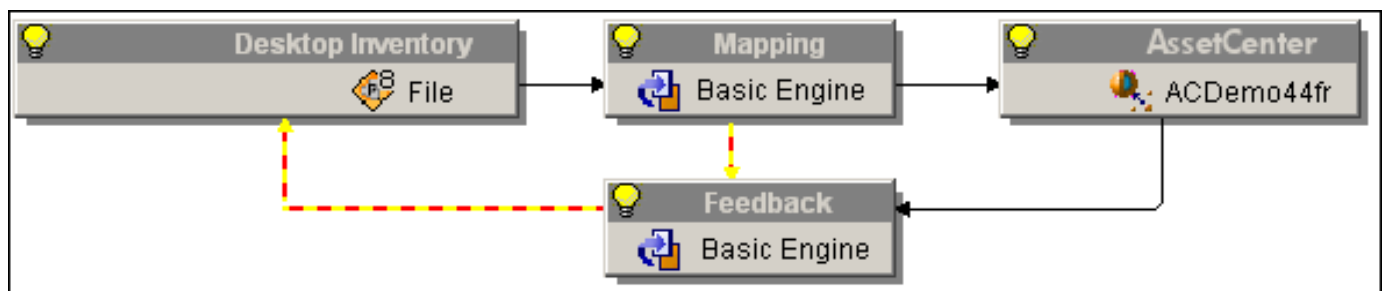 Desktop Inventory
File
Mapping
Basic Engine
AssetCenter
ACDemo44fr
Feedback
Basic Engine